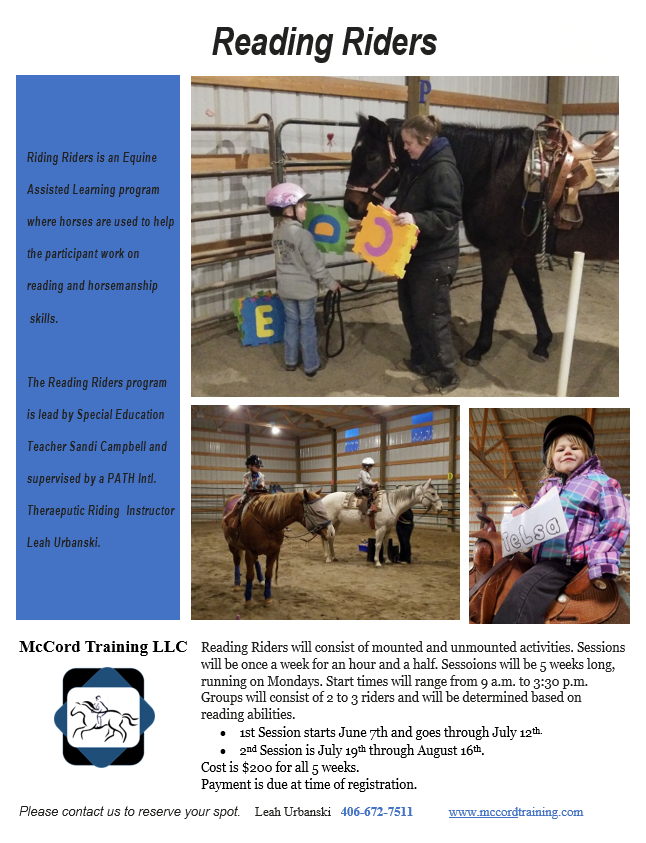 Reading Riders
Riding Riders is an Equine
Assisted Learning program
where horses are used to help
the participant work on
reading and horsemanship
skills.
The Reading Riders program
is lead by Special Education
Teacher Sandi Campbell and
supervised by a PATH Intl.
Theraeputic Riding Instructor
Leah Urbanski.
P
D
C
E
TeLsa
McCord Training LLC
Reading Riders will consist of mounted and unmounted activities. Sessions
will be once a week for an hour and a half. Sessoions will be 5 weeks long,
running on Mondays. Start times will range from 9 a.m. to 3:30 p.m.
Groups will consist of 2 to 3 riders and will be determined based on
reading abilities.
• 1st Session starts June 7th and goes through July 12th.
• 2nd Session is July 19th through August 16th.
Cost is $200 for all 5 weeks.
Payment is due at time of registration.
Please contact us to reserve your spot. Leah Urbanski 406-672-7511 www.mccordtraining.com